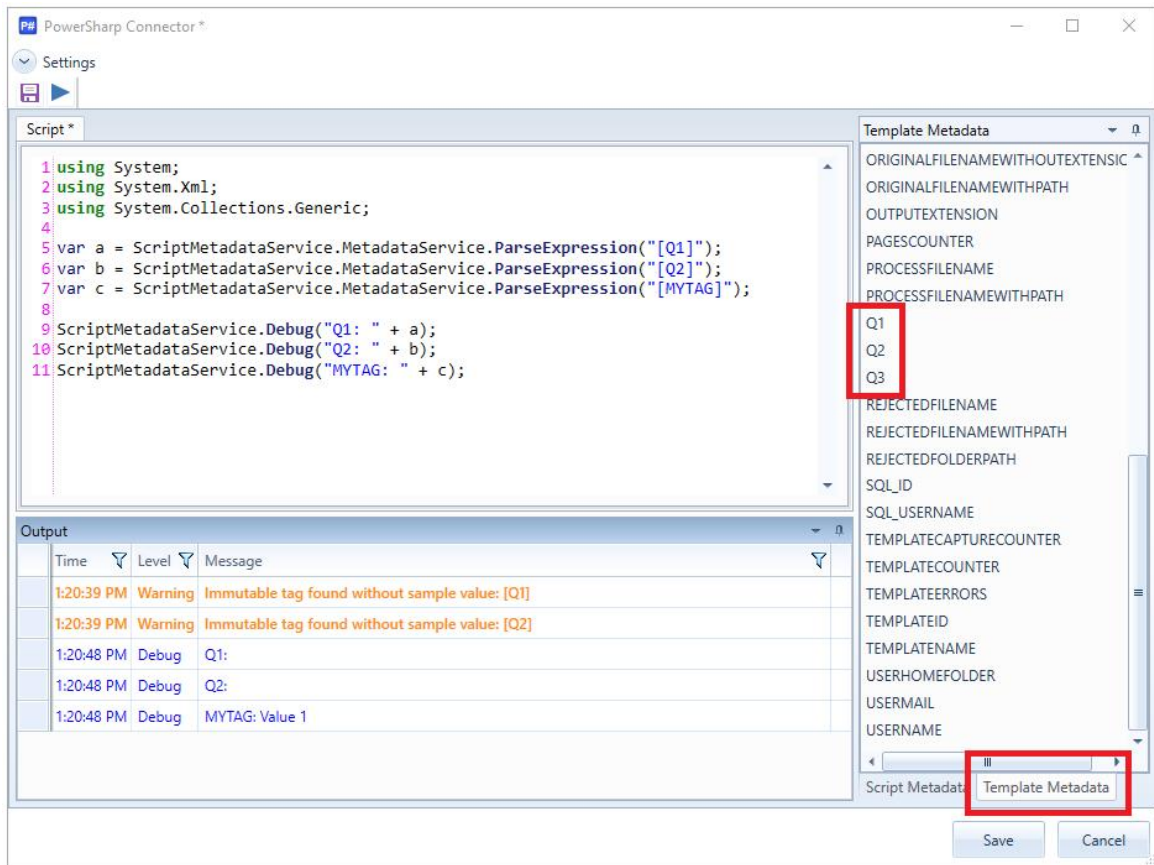 P# PowerSharp Connector *
Settings
Script *
1 using System;
2 using System.Xml;
3 using System.Collections.Generic;
4
5 var a = ScriptMetadataService.MetadataService.ParseExpression("[Q1]");
6 var b = ScriptMetadataService.MetadataService.ParseExpression("[Q2]");
7 var c = ScriptMetadataService.MetadataService.ParseExpression("[MYTAG]");
8
9 ScriptMetadataService.Debug("Q1: " + a);
10 ScriptMetadataService.Debug("Q2: " + b);
11 ScriptMetadataService.Debug("MYTAG: " + c);
Output
Time Level Message
1:20:39 PM Warning Immutable tag found without sample value: [Q1]
1:20:39 PM Warning Immutable tag found without sample value: [Q2]
1:20:48 PM Debug Q1:
1:20:48 PM Debug Q2:
1:20:48 PM Debug MYTAG: Value 1
Template Metadata
ORIGINALFILENAMEWITHOUTEXTENSIC
ORIGINALFILENAMEWITHPATH
OUTPUTEXTENSION
PAGESCOUNTER
PROCESSFILENAME
PROCESSFILENAMEWITHPATH
Q1
Q2
Q3
REJECTEDFILENAME
REJECTEDFILENAMEWITHPATH
REJECTEDFOLDERPATH
SQL_ID
SQL_USERNAME
TEMPLATECAPTURECOUNTER
TEMPLATECOUNTER
TEMPLATEERRORS
TEMPLATEID
TEMPLATENAME
USERHOMEFOLDER
USERMAIL
USERNAME
Script Metadata Template Metadata
Save Cancel